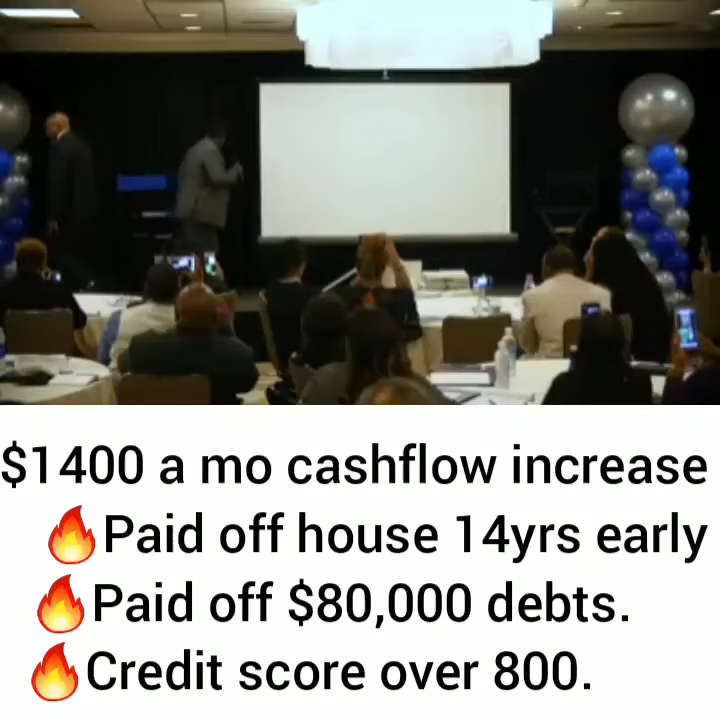 $1400 a mo cashflow increase
🔥Paid off house 14yrs early
🔥Paid off $80,000 debts.
🔥Credit score over 800.